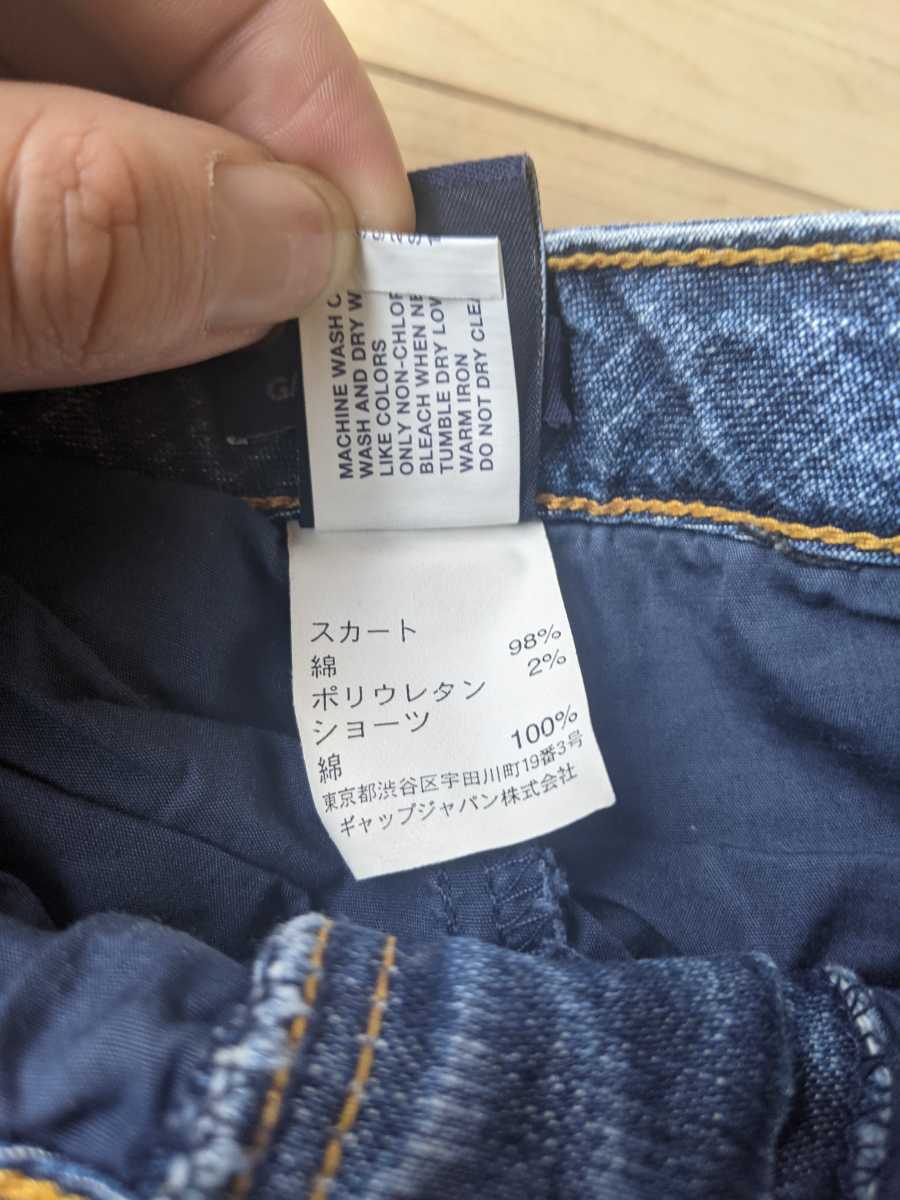 MACHINE WASH
WASH AND DRY
LIKE COLORS
ONLY NON-CHLOR
BLEACH WHEN NE
TUMBLE DRY LOW
WARM IRON
DO NOT DRY CLEA
スカート
綿 98%
ポリウレタン 2%
ショーツ
綿 100%
東京都渋谷区宇田川町19番3号
ギャップジャパン株式会社